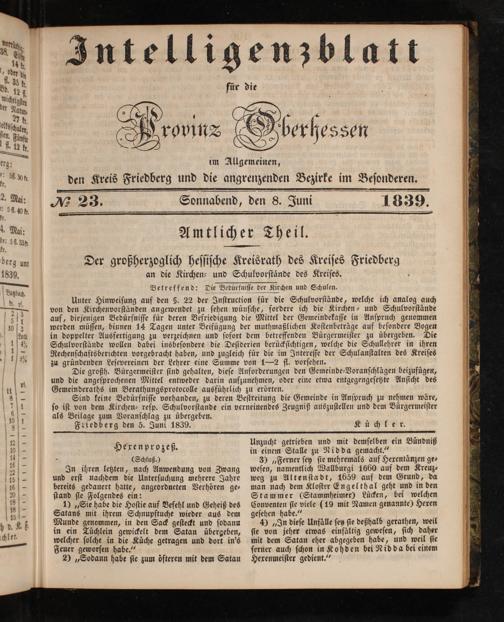 Intelligenzblatt
für die
Provinz Oberhessen
im Allgemeinen,
den Kreis Friedberg und die angrenzenden Bezirke im Besonderen.
№ 23. Sonnabend, den 8. Juni 1839.
Amtlicher Theil.
Der großherzoglich hessische Kreisrath des Kreises Friedberg
an die Kirchen- und Schulvorstände des Kreises.
Betreffend: Die Bedürfnisse der Kirchen und Schulen.
Unter Hinweisung auf den §. 22 der Instruction für die Schulvorstände, welche ich analog auch
von den Kirchenvorständen angewendet zu sehen wünsche, fordere ich die Kirchen- und Schulvorstände
auf, diejenigen Bedürfnisse für deren Befriedigung die Mittel der Gemeindekasse in Anspruch genommen
werden müssen, binnen 14 Tagen unter Beifügung der muthmaßlichen Kostenbeträge auf besondere Bogen
in doppelter Ausfertigung zu verzeichnen und sofort dem betreffenden Bürgermeister zu übergeben. Die
Schulvorstände wollen dabei insbesondere die Desiderien berücksichtigen, welche die Schullehrer in ihren
Rechenschaftsberichten vorgebracht haben, und zugleich für die im Interesse der Schulanstalten des Kreises
zu gründenden Lesevereinen der Lehrer eine Summe von 1—2 fl. vorsehen.
Die großh. Bürgermeister sind gehalten, diese Anforderungen den Gemeinde-Voranschlägen beizufügen,
und die angesprochenen Mittel entweder darin aufzunehmen, oder eine etwa entgegengesetzte Ansicht des
Gemeinderaths im Berathungsprotocolle ausführlich zu erörtern.
Sind keine Bedürfnisse vorhanden, zu deren Bestreitung die Gemeinde in Anspruch zu nehmen wäre,
so ist von dem Kirchen- resp. Schulvorstande ein verneinendes Zeugniß auszustellen und dem Bürgermeister
als Beilage zum Voranschlag zu übergeben.
Friedberg den 5. Juni 1839. Küchler.
Hexenprozeß.
(Schluß.)
In ihren letzten, nach Anwendung von Zwang
und erst nachdem die Untersuchung mehrere Jahre
bereits gedauert hatte, angeordneten Verhören ge-
stand sie Folgendes ein:
1) „Sie habe die Hostie auf Befehl und Geheiß des
Satans mit ihrem Schnupftuche wieder aus dem
Munde genommen, in den Sack gesteckt und sodann
in ein Tüchlein gewickelt dem Satan übergeben,
welcher solche in die Küche getragen und dort in's
Feuer geworfen habe.“
2) „Sodann habe sie zum öfteren mit dem Satan
Unzucht getrieben und mit demselben ein Bündniß
in einem Stalle zu Nidda gemacht.“
3) „Ferner sey sie mehrmals auf Hexentänzen ge-
wesen, namentlich Wallburgi 1660 auf dem Kreuz-
weg zu Ulfenstadt, 1659 auf dem Grund, da
man nach dem Kloster Engelthal geht und in den
Stammer (Stammheimer) Lücken, bei welchen
Conventen sie viele (19 mit Namen genannte) Hexen
gesehen habe.“
4) „In diese Unfälle sey sie deßhalb gerathen, weil
sie von jeher etwas einfältig gewesen, sich daher
mit dem Satan eher abgegeben habe, und weil sie
ferner auch schon in Kohden bei Nidda bei einem
Hexenmeister gedient.“